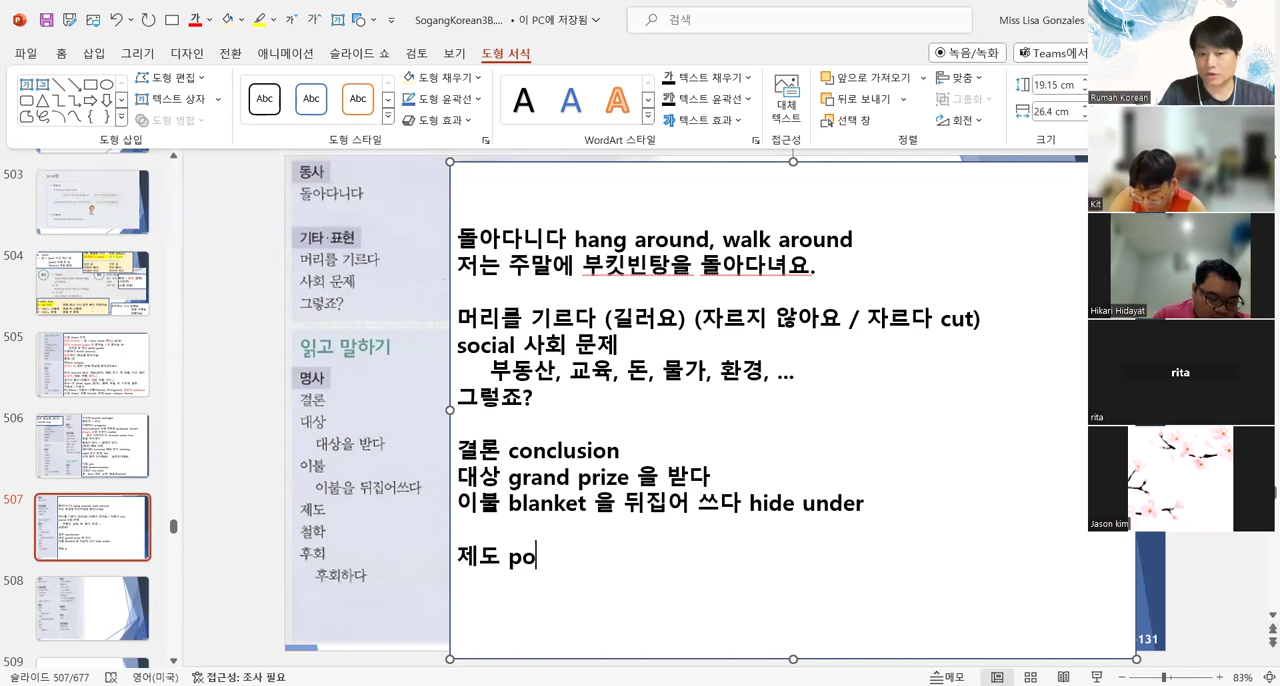 SogangKorean3B.... • 이 PC에 저장됨
검색
Miss Lisa Gonzales
파일 홈 삽입 그리기 디자인 전환 애니메이션 슬라이드 쇼 검토 보기 도형 서식
녹음/녹화
Teams에서
도형 편집
텍스트 상자
도형 병합
도형 삽입
Abc Abc Abc
도형 채우기
도형 윤곽선
도형 효과
도형 스타일
A A A
텍스트 채우기
텍스트 윤곽선
텍스트 효과
WordArt 스타일
대체
텍스트
접근성
앞으로 가져오기
뒤로 보내기
선택 창
맞춤
그룹화
회전
정렬
19.15 cm
26.4 cm
크기
503
504
505
506
507
508
509
동사
돌아다니다
기타·표현
머리를 기르다
사회 문제
그렇죠?
읽고 말하기
명사
결론
대상
대상을 받다
이불
이불을 뒤집어쓰다
제도
철학
후회
후회하다
돌아다니다 hang around, walk around
저는 주말에 부킷빈탕을 돌아다녀요.
머리를 기르다 (길러요) (자르지 않아요 / 자르다 cut)
social 사회 문제
부동산, 교육, 돈, 물가, 환경, ...
그렇죠?
결론 conclusion
대상 grand prize 을 받다
이불 blanket 을 뒤집어 쓰다 hide under
제도 po
131
Rumah Korean
Kit
Hikari Hidayat
rita
rita
Jason kim
슬라이드 507/677 영어(미국) 접근성: 조사 필요
메모
83%